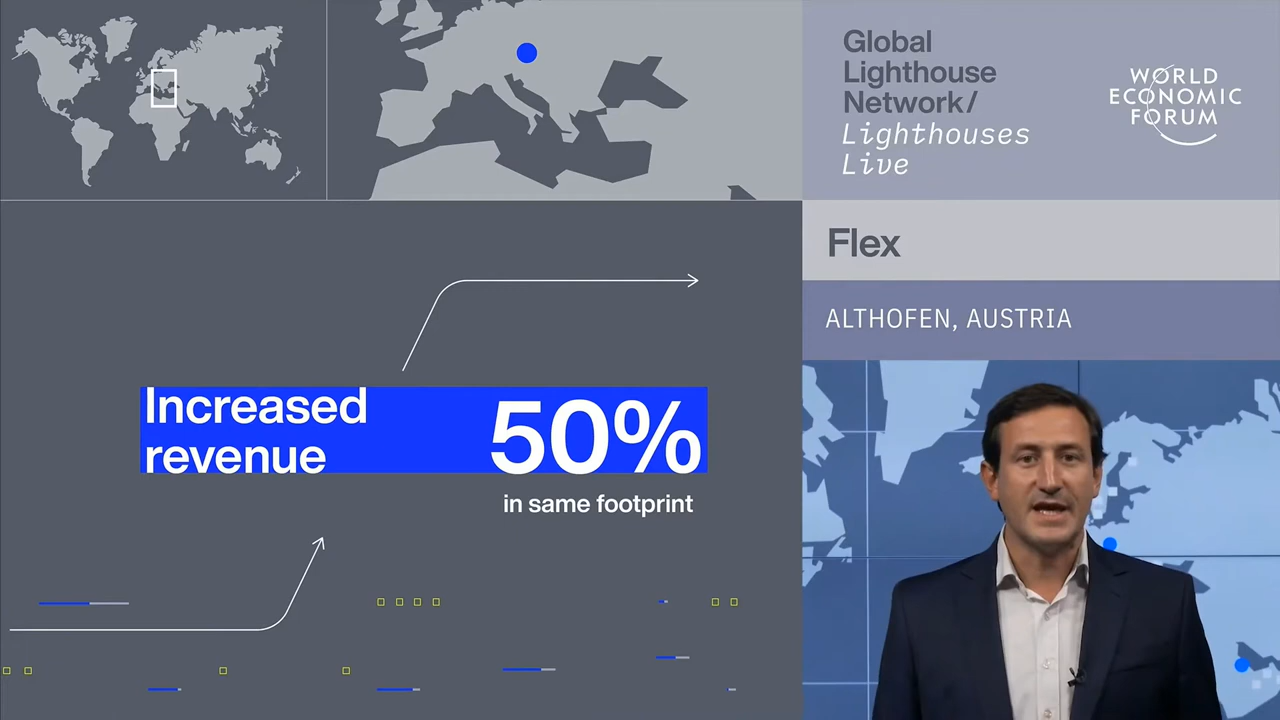 Global
Lighthouse
Network/
Lighthouses
Live
WORLD
ECONOMIC
FORUM
Flex
ALTHOFEN, AUSTRIA
Increased
revenue
50%
in same footprint